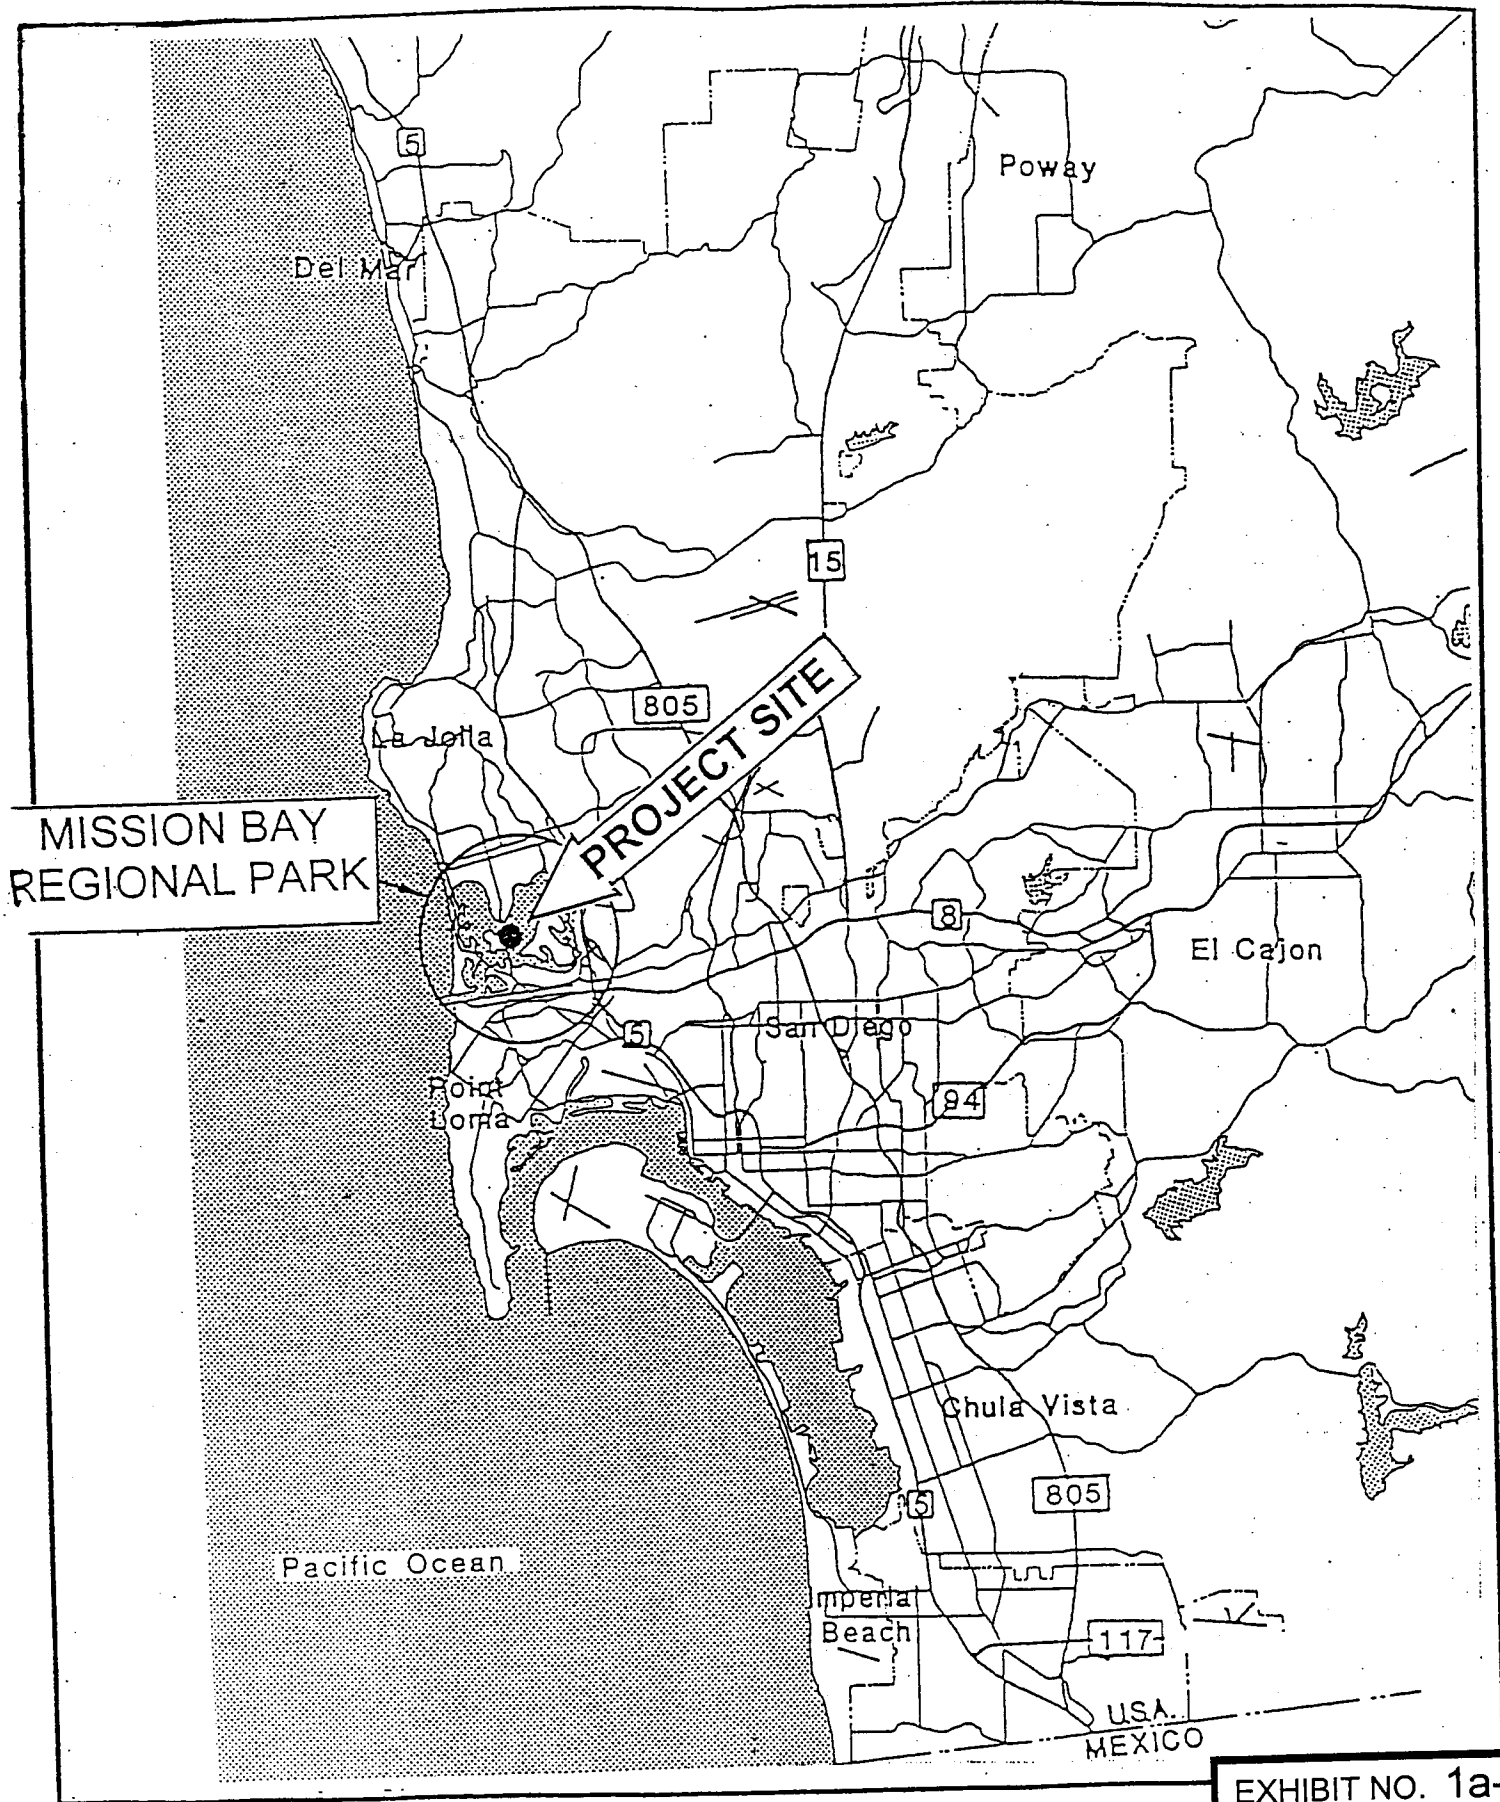 5
Poway
Del Mar
15
805
La Jolla
PROJECT SITE
MISSION BAY
REGIONAL PARK
8
El Cajon
5
San Diego
Point
Loma
94
Chula Vista
5
805
Pacific Ocean
Imperial
Beach
117
U.S.A.
MEXICO
EXHIBIT NO. 1a-